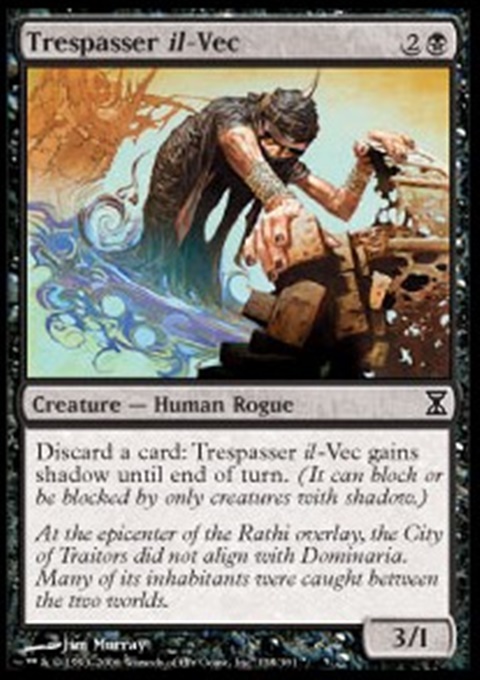 Trespasser il-Vec
2
Creature — Human Rogue
Discard a card: Trespasser il-Vec gains
shadow until end of turn. (It can block or
be blocked by only creatures with shadow.)
At the epicenter of the Rathi overlay, the City
of Traitors did not align with Dominaria.
Many of its inhabitants were caught between
the two worlds.
Jim Murray
3/1